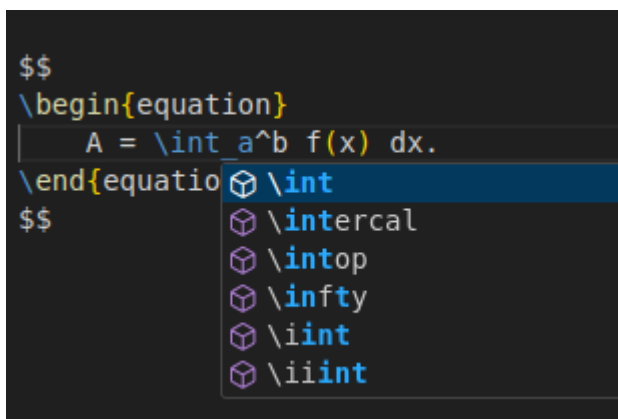 $$
\begin{equation}
A = \int_a^b f(x) dx.
\end{equatio
\int
$$
\intercal
\intop
\infty
\iint
\iiint